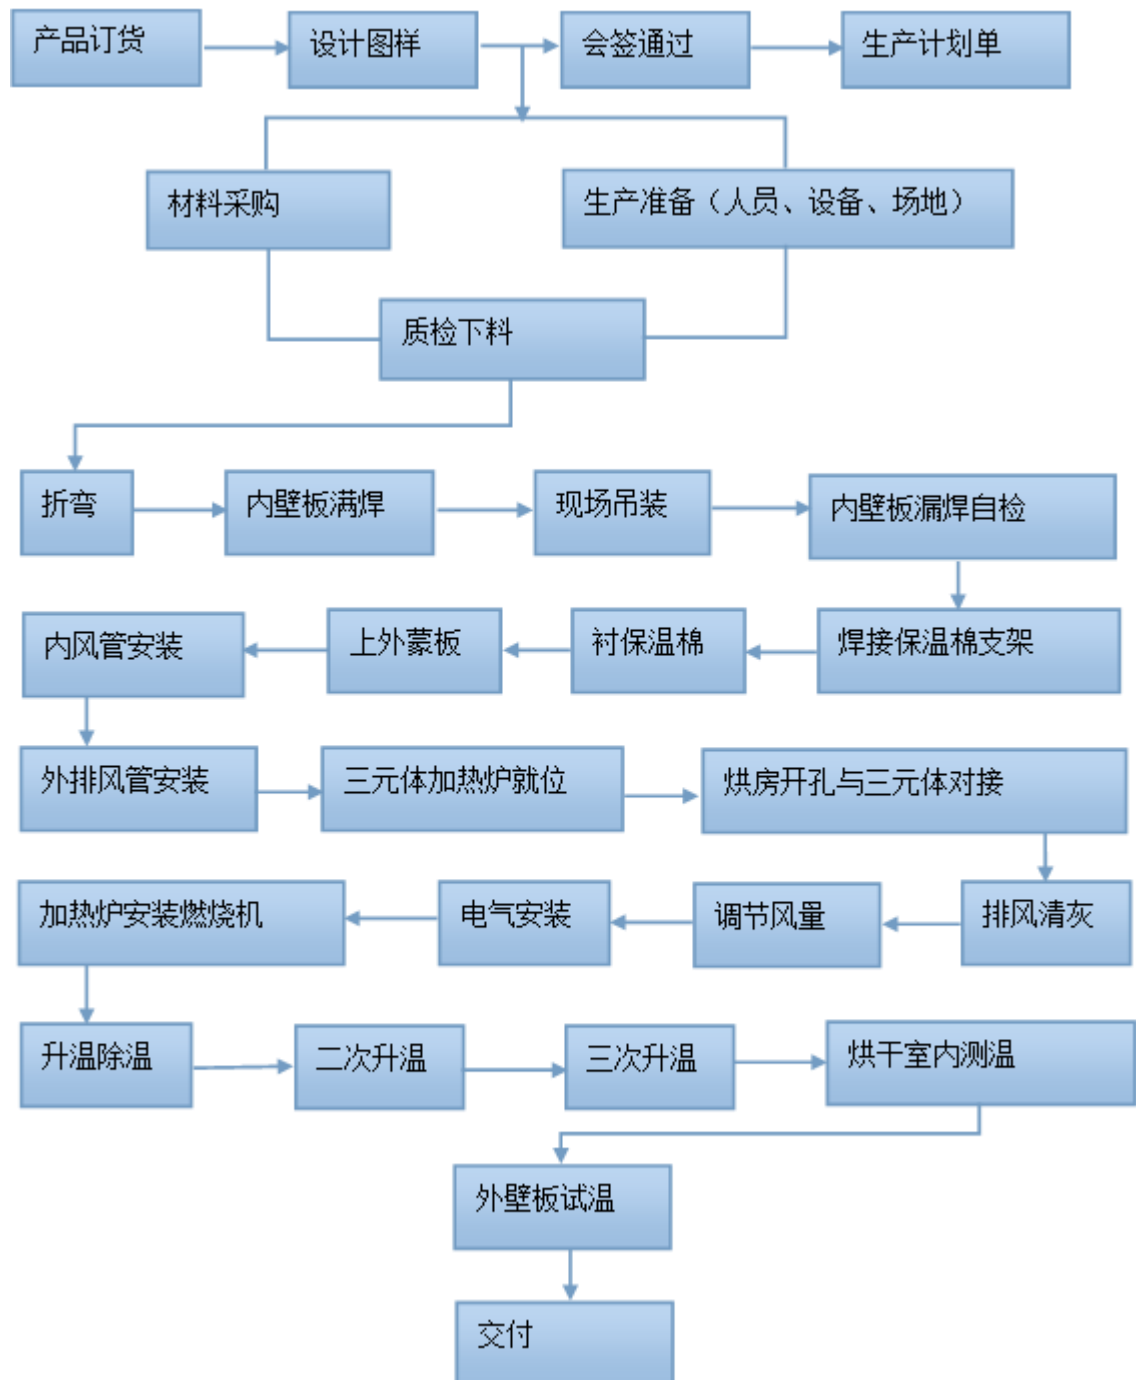 产品订货
设计图样
会签通过
生产计划单
材料采购
生产准备（人员、设备、场地）
质检下料
折弯
内壁板满焊
现场吊装
内壁板漏焊自检
焊接保温棉支架
衬保温棉
上外蒙板
内风管安装
外排风管安装
三元体加热炉就位
烘房开孔与三元体对接
排风清灰
调节风量
电气安装
加热炉安装燃烧机
升温除温
二次升温
三次升温
烘干室内测温
外壁板试温
交付